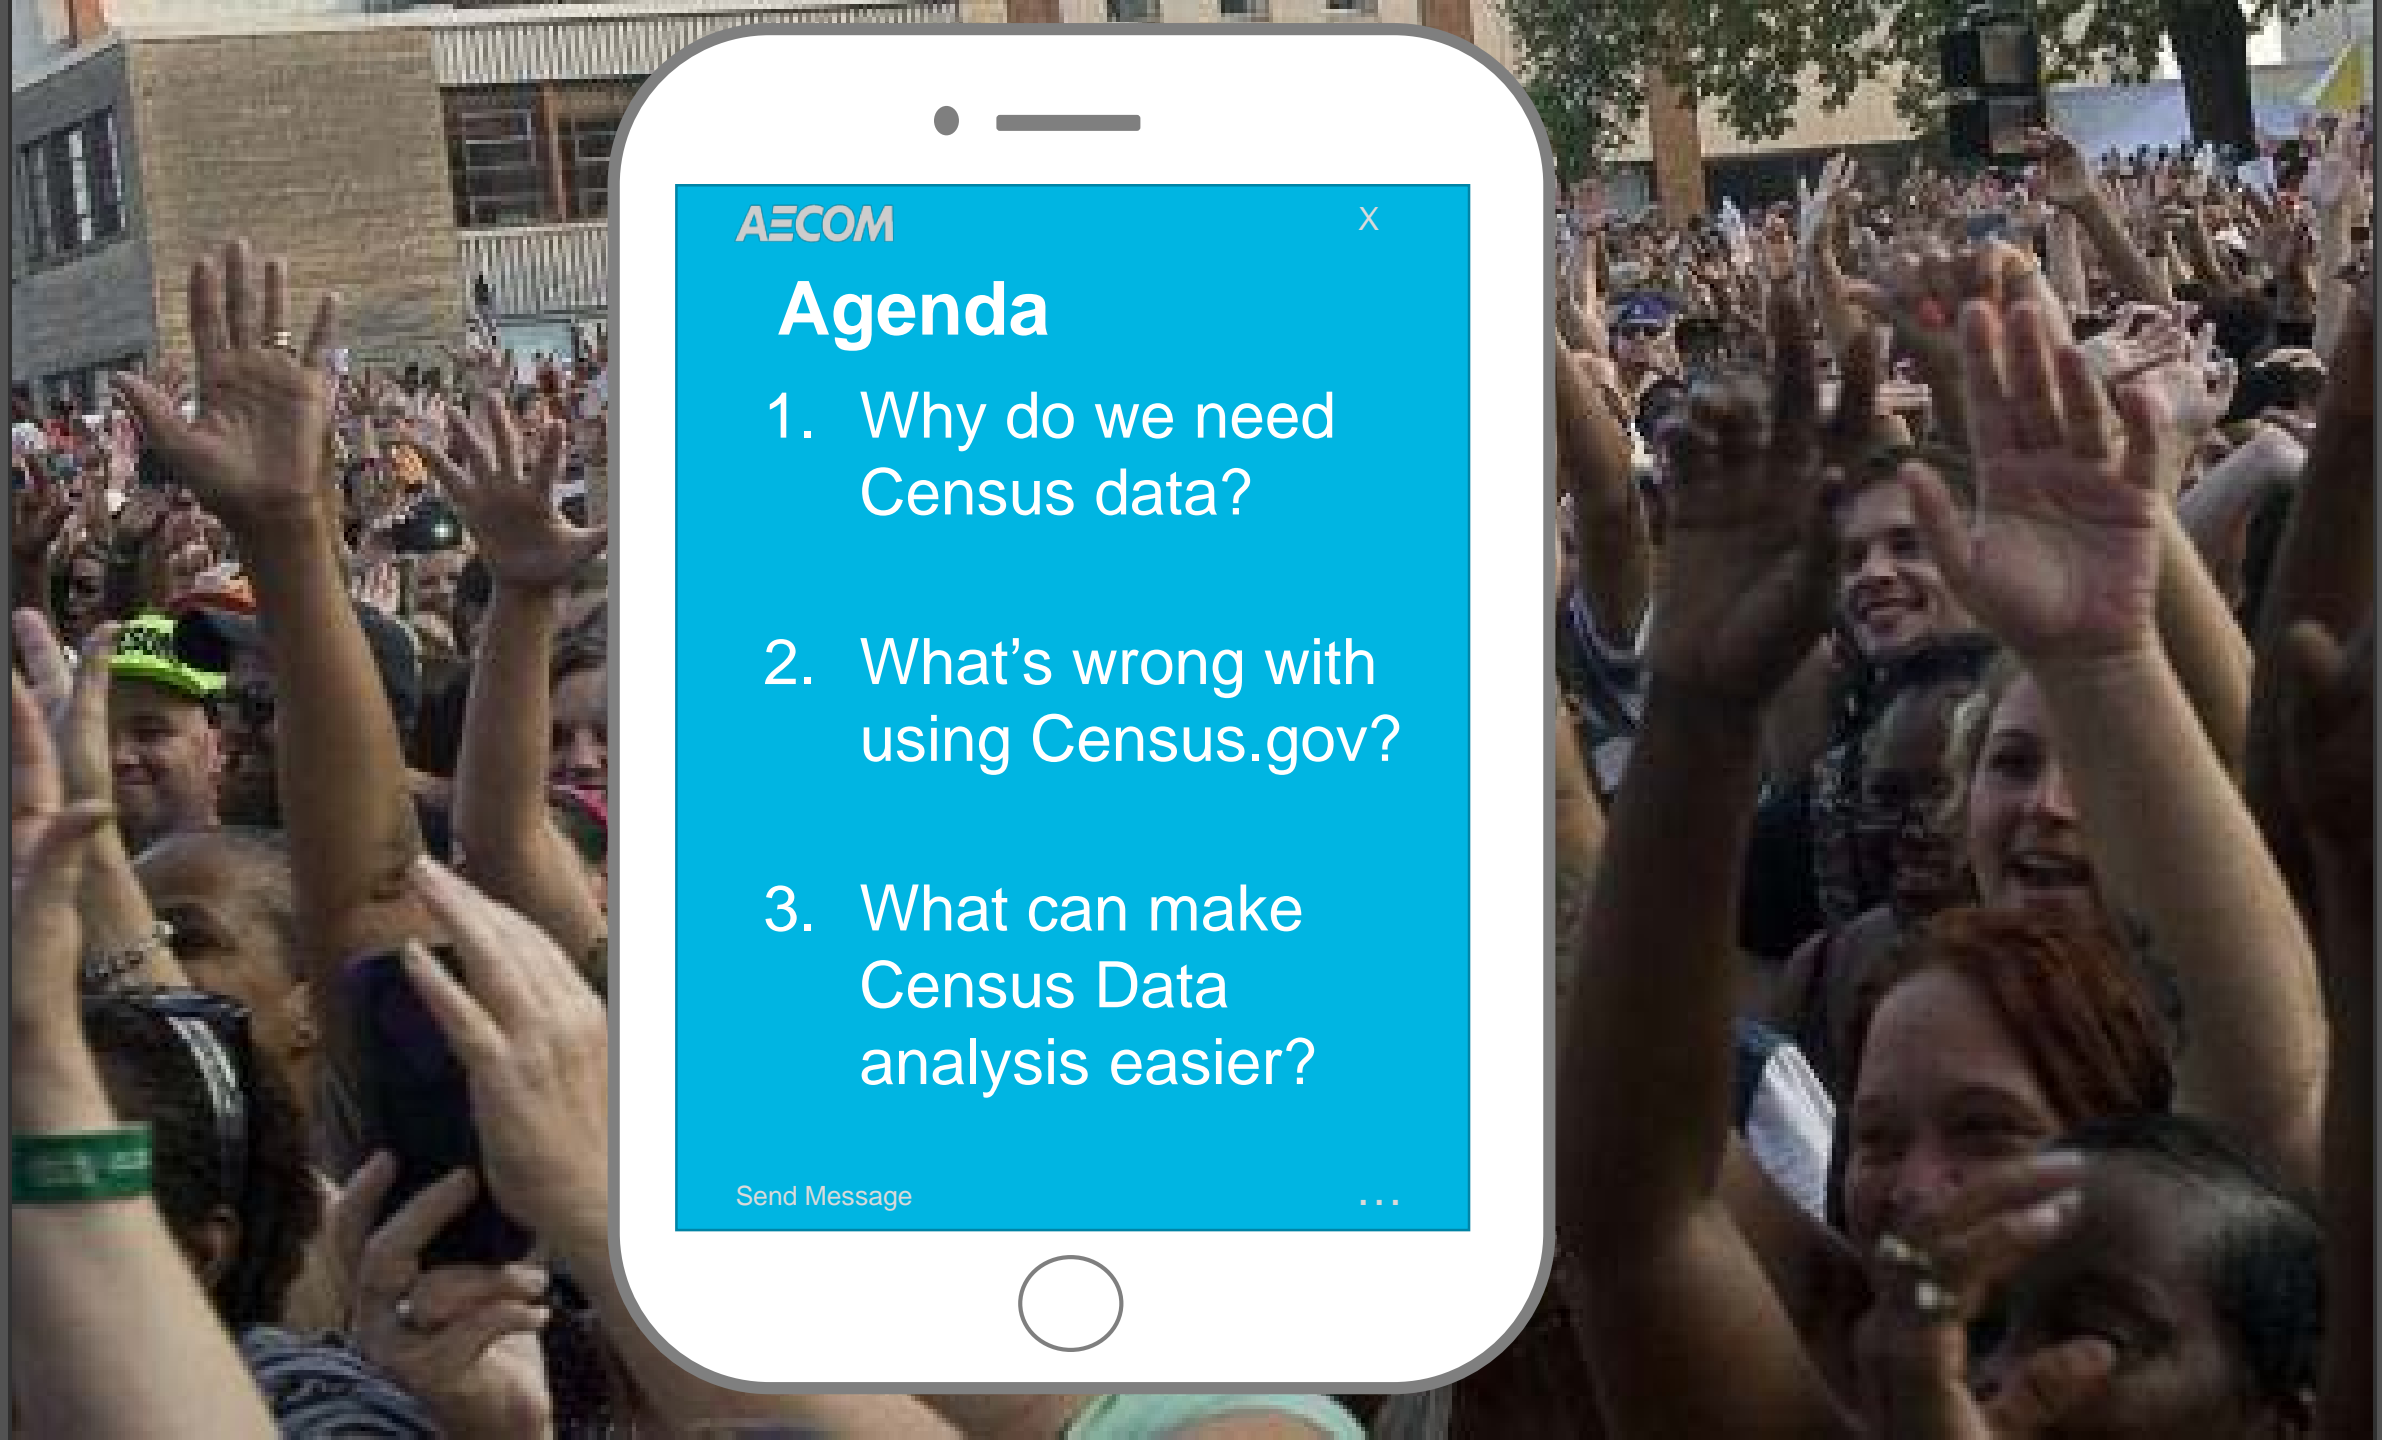 AECOM X
Agenda
1. Why do we need
Census data?
2. What’s wrong with
using Census.gov?
3. What can make
Census Data
analysis easier?
Send Message ...